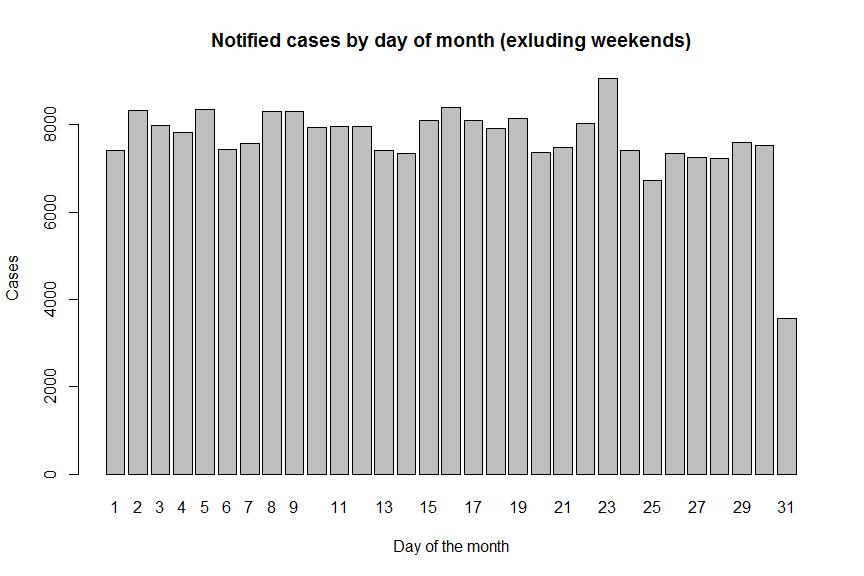 Notified cases by day of month (exluding weekends)
Cases
8000
6000
4000
2000
0
1 2 3 4 5 6 7 8 9 11 13 15 17 19 21 23 25 27 29 31
Day of the month